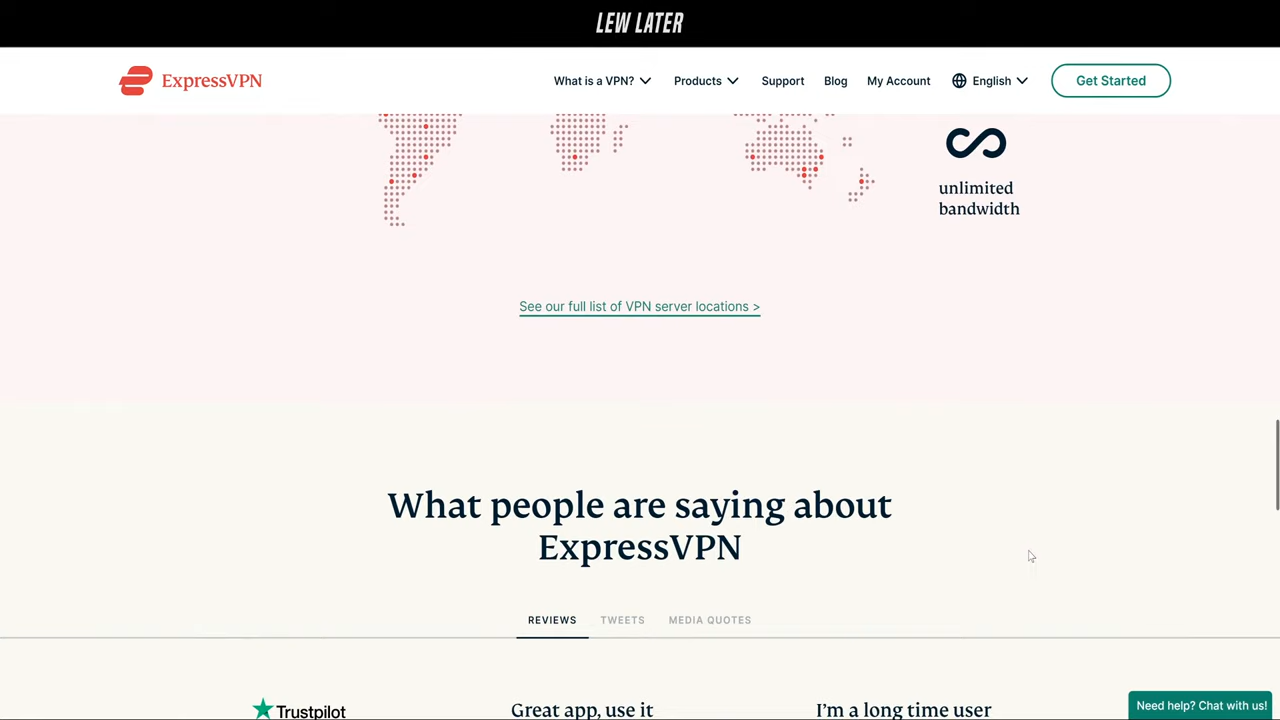 LEW LATER
ExpressVPN
What is a VPN?
Products
Support
Blog
My Account
English
Get Started
unlimited
bandwidth
See our full list of VPN server locations >
What people are saying about
ExpressVPN
REVIEWS
TWEETS
MEDIA QUOTES
Trustpilot
Great app, use it
I'm a long time user
Need help? Chat with us!